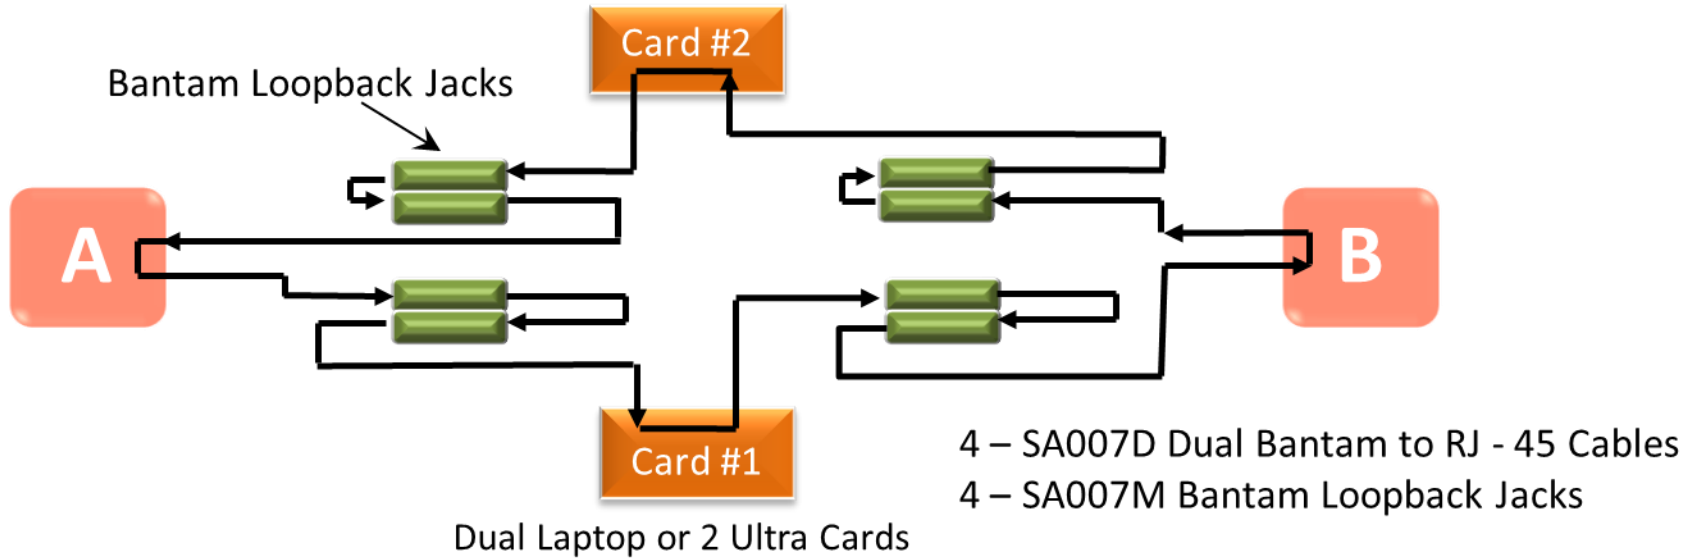 Card #2
Bantam Loopback Jacks
A
B
Card #1
4 – SA007D Dual Bantam to RJ - 45 Cables
4 – SA007M Bantam Loopback Jacks
Dual Laptop or 2 Ultra Cards